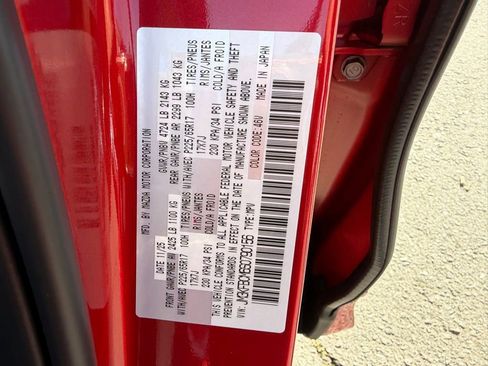 MFD. BY MAZDA MOTOR CORPORATION
DATE 11/25 GVWR/PNBV 4724 LB 2143 KG
FRONT GAWR/PNBE AV 2425 LB 1100 KG REAR GAWR/PNBE AR 2299 LB 1043 KG
WITH/AVEC P225/65R17 100H TIRES/PNEUS WITH/AVEC P225/65R17 100H TIRES/PNEUS
17X7J RIMS/JANTES 17X7J RIMS/JANTES
230 KPA/34 PSI COLD/A FROID 230 KPA/34 PSI COLD/A FROID
THIS VEHICLE CONFORMS TO ALL APPLICABLE FEDERAL MOTOR VEHICLE SAFETY AND THEFT
PREVENTION STANDARDS IN EFFECT ON THE DATE OF MANUFACTURE SHOWN ABOVE.
TYPE:MPV COLOR CODE:46V MADE IN JAPAN